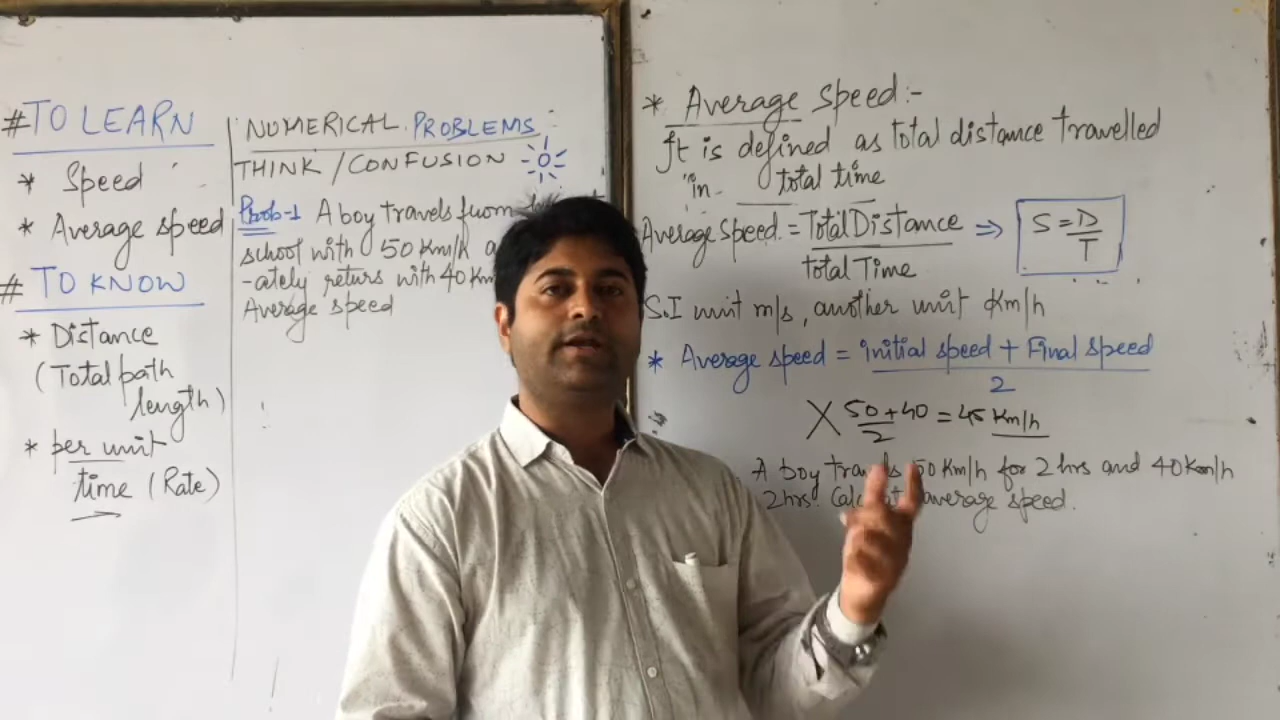 # TO LEARN
* Speed
* Average speed
# TO KNOW
* Distance
(Total path
length)
* per unit
time (Rate)
NUMERICAL PROBLEMS
THINK / CONFUSION
Prob-1 A boy travels from
school with 50 Km/h
-ately returs with 40 Km
Average speed
* Average speed:-
It is defined as total distance travelled
in total time
Average speed = Total Distance ⇒ S = D
total Time T
S.I unit m/s, another unit Km/h
* Average speed = initial speed + Final speed
2
X 50+40 = 45 Km/h
2
A boy travels 50 Km/h for 2 hrs and 40 Km/h
2hrs. average speed.